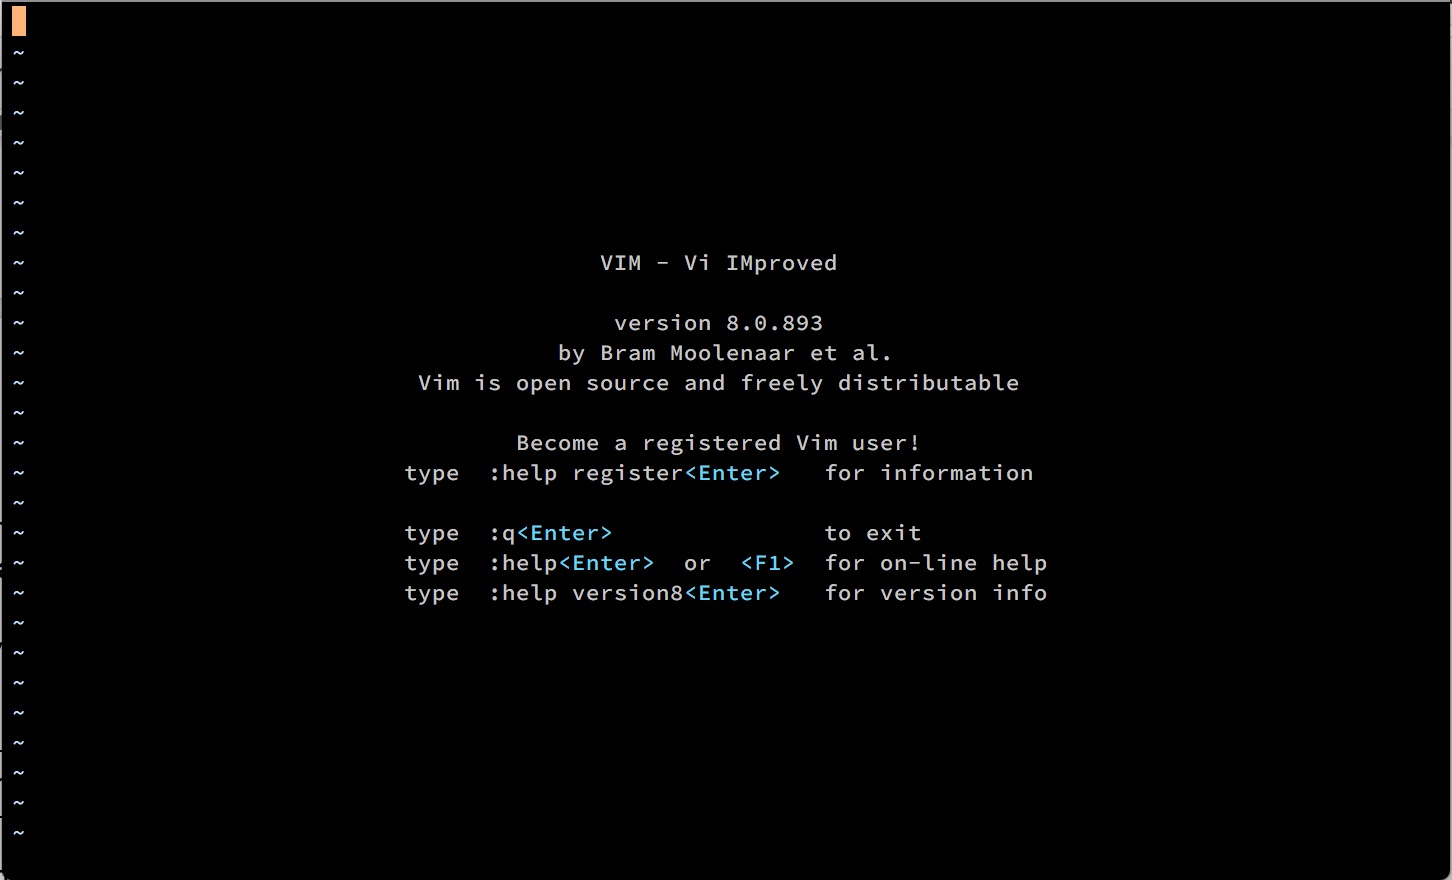 ~
~
~
~
~
~
~
~ VIM - Vi IMproved
~
~ version 8.0.893
~ by Bram Moolenaar et al.
~ Vim is open source and freely distributable
~
~ Become a registered Vim user!
~ type :help register<Enter> for information
~
~ type :q<Enter> to exit
~ type :help<Enter> or <F1> for on-line help
~ type :help version8<Enter> for version info
~
~
~
~
~
~
~
~